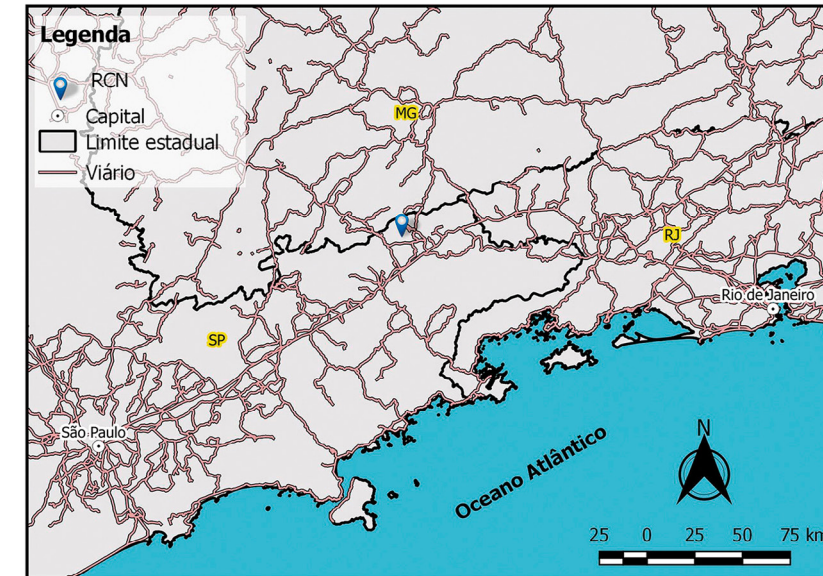 Legenda
RCN
Capital
Limite estadual
Viário
MG
RJ
Rio de Janeiro
SP
São Paulo
Oceano Atlântico
N
25 0 25 50 75 km